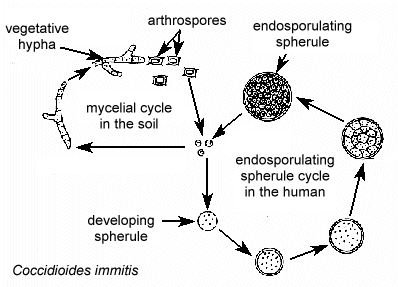 vegetative
hypha
arthrospores
endosporulating
spherule
mycelial cycle
in the soil
endosporulating
spherule cycle
in the human
developing
spherule
Coccidioides immitis